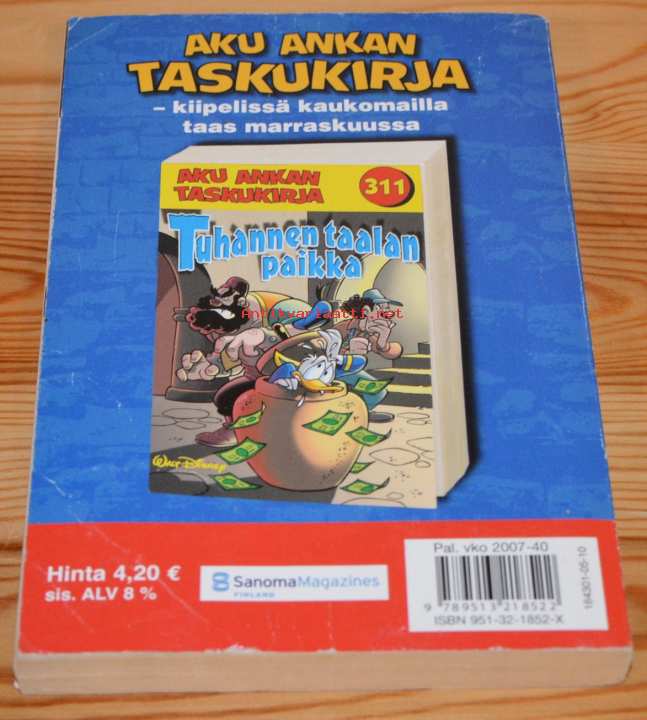 AKU ANKAN
TASKUKIRJA
– kiipelissä kaukomailla
taas marraskuussa
AKU ANKAN
TASKUKIRJA
311
Tuhannen taalan
paikka
Antikvariaatti.net
WALT DISNEY
Hinta 4,20 €
sis. ALV 8 %
SanomaMagazines
FINLAND
Pal. vko 2007-40
9 789513 218522
ISBN 951-32-1852-X
184301-05-10